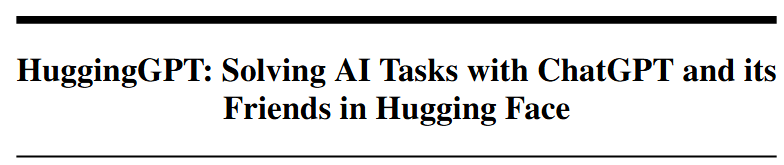 HuggingGPT: Solving AI Tasks with ChatGPT and its
Friends in Hugging Face